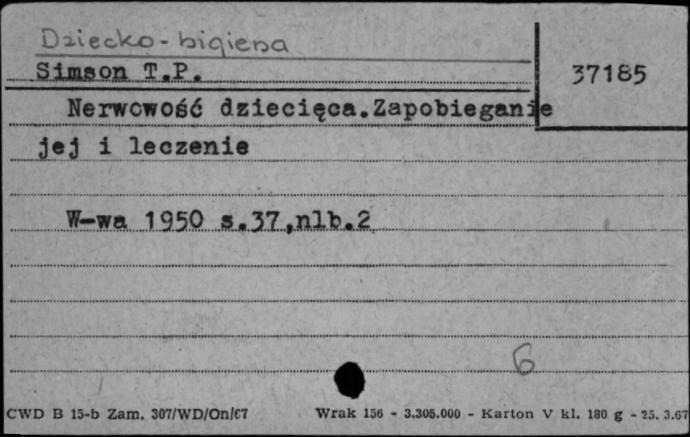 Dziecko - higiena
Simson T.P.
37185
Nerwowość dziecięca.Zapobieganie
jej i leczenie
W-wa 1950 s.37,nlb.2
6
CWD B 15-b Zam. 307/WD/On/67 Wrak 156 - 3.305.000 - Karton V kl. 180 g - 25. 3.67